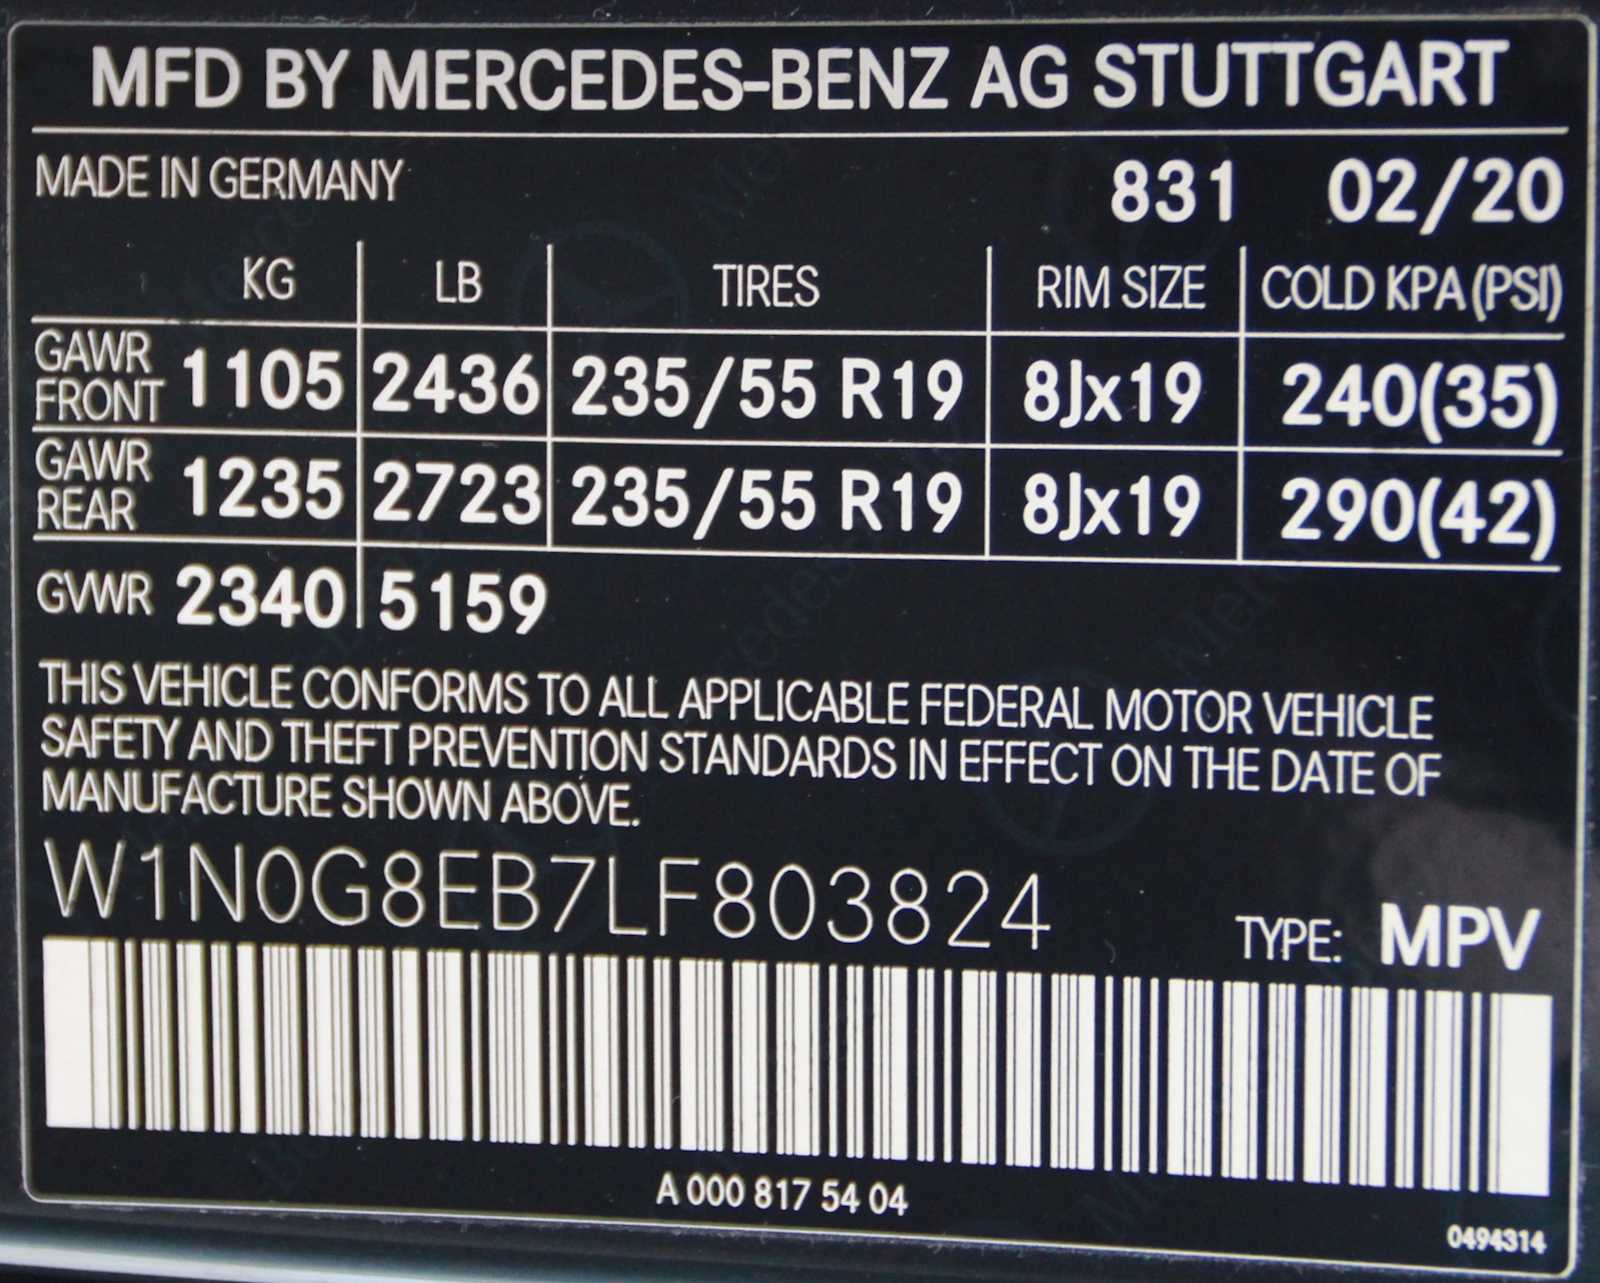 MFD BY MERCEDES-BENZ AG STUTTGART
MADE IN GERMANY 831 02/20
KG LB TIRES RIM SIZE COLD KPA (PSI)
GAWR FRONT 1105 2436 235/55 R19 8Jx19 240(35)
GAWR REAR 1235 2723 235/55 R19 8Jx19 290(42)
GVWR 2340 5159
THIS VEHICLE CONFORMS TO ALL APPLICABLE FEDERAL MOTOR VEHICLE
SAFETY AND THEFT PREVENTION STANDARDS IN EFFECT ON THE DATE OF
MANUFACTURE SHOWN ABOVE.
W1N0G8EB7LF803824
TYPE: MPV
A 000 817 54 04
0494314